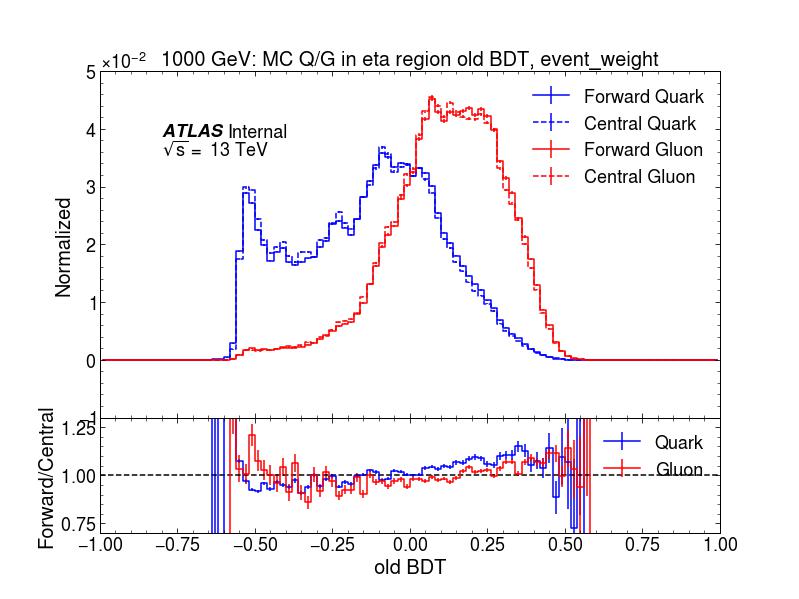 ×10⁻² 1000 GeV: MC Q/G in eta region old BDT, event_weight
5
4
3
2
1
0
−1
Normalized
ATLAS Internal
√s = 13 TeV
Forward Quark
Central Quark
Forward Gluon
Central Gluon
1.25
1.00
0.75
Forward/Central
Quark
Gluon
−1.00 −0.75 −0.50 −0.25 0.00 0.25 0.50 0.75 1.00
old BDT